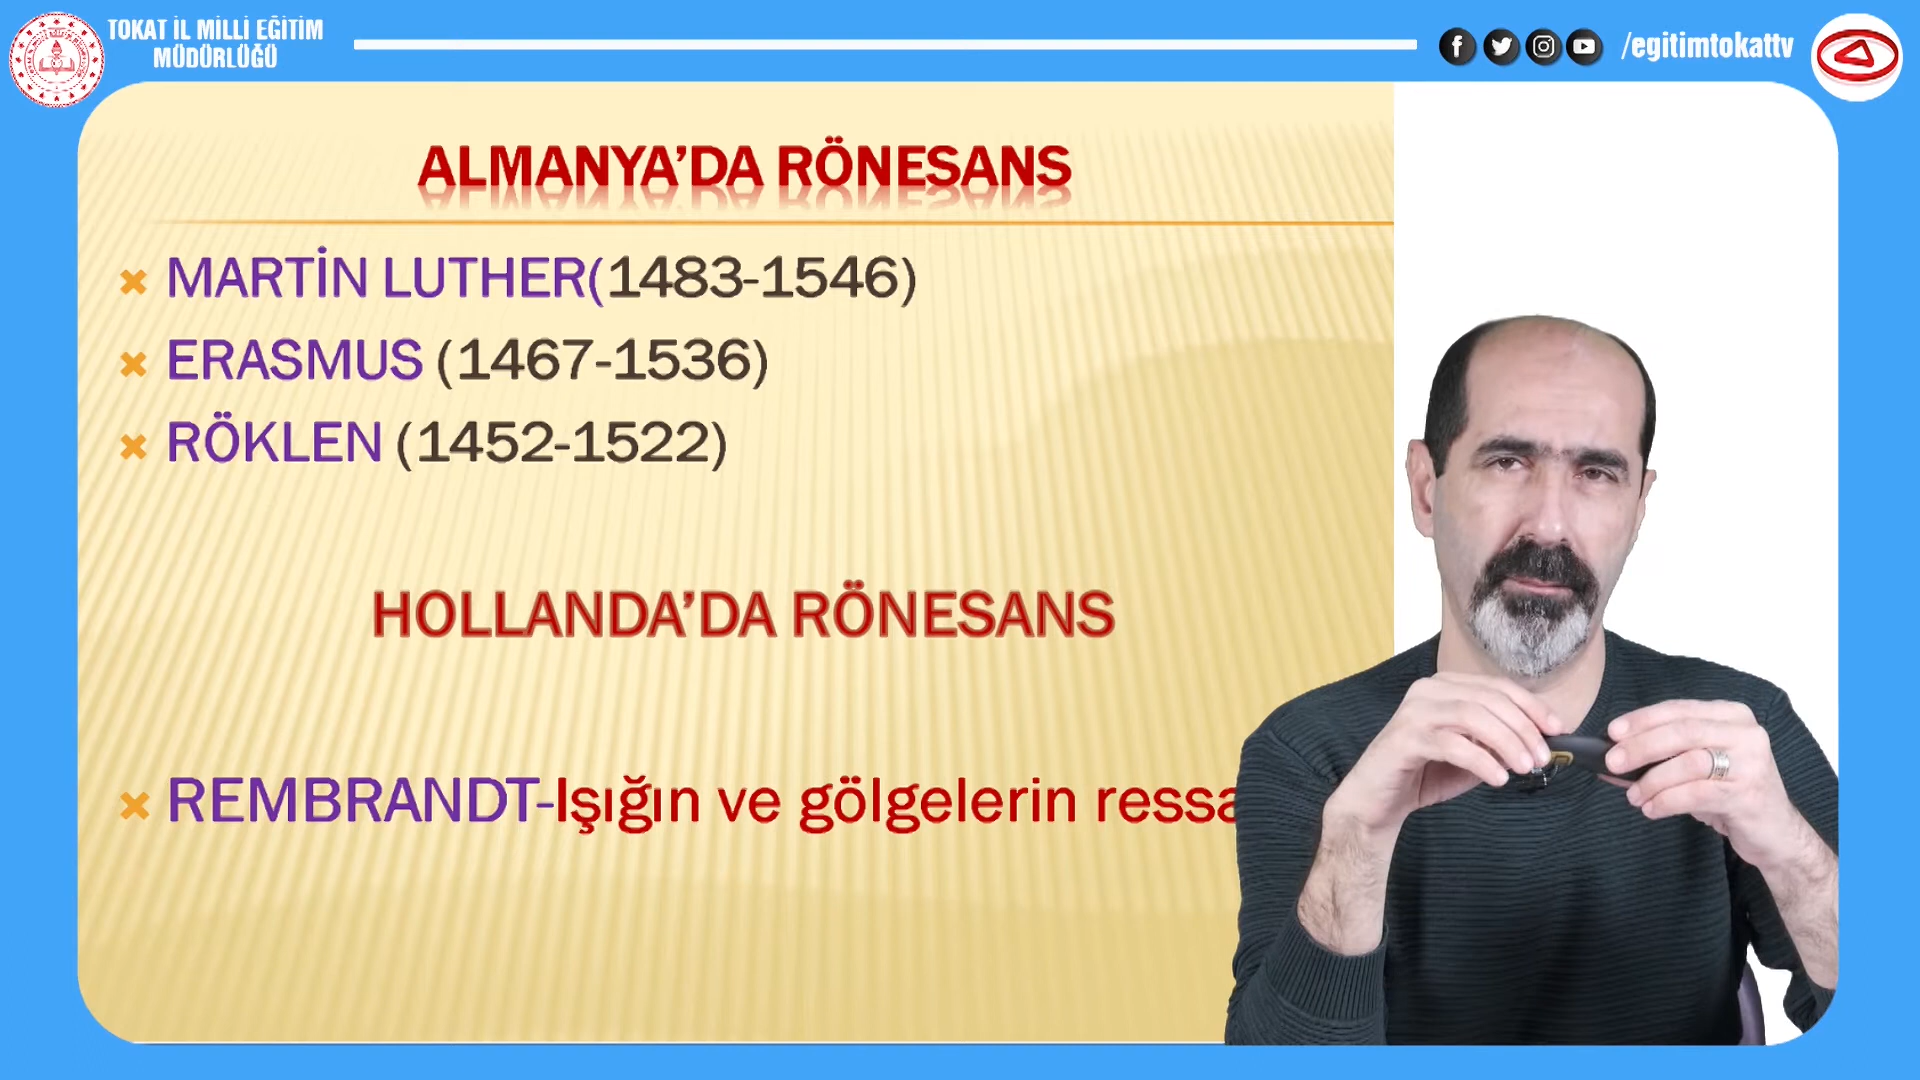 TOKAT İL MİLLİ EĞİTİM
MÜDÜRLÜĞÜ
/egitimtokattv
ALMANYA’DA RÖNESANS
MARTİN LUTHER(1483-1546)
ERASMUS (1467-1536)
RÖKLEN (1452-1522)
HOLLANDA’DA RÖNESANS
REMBRANDT-Işığın ve gölgelerin